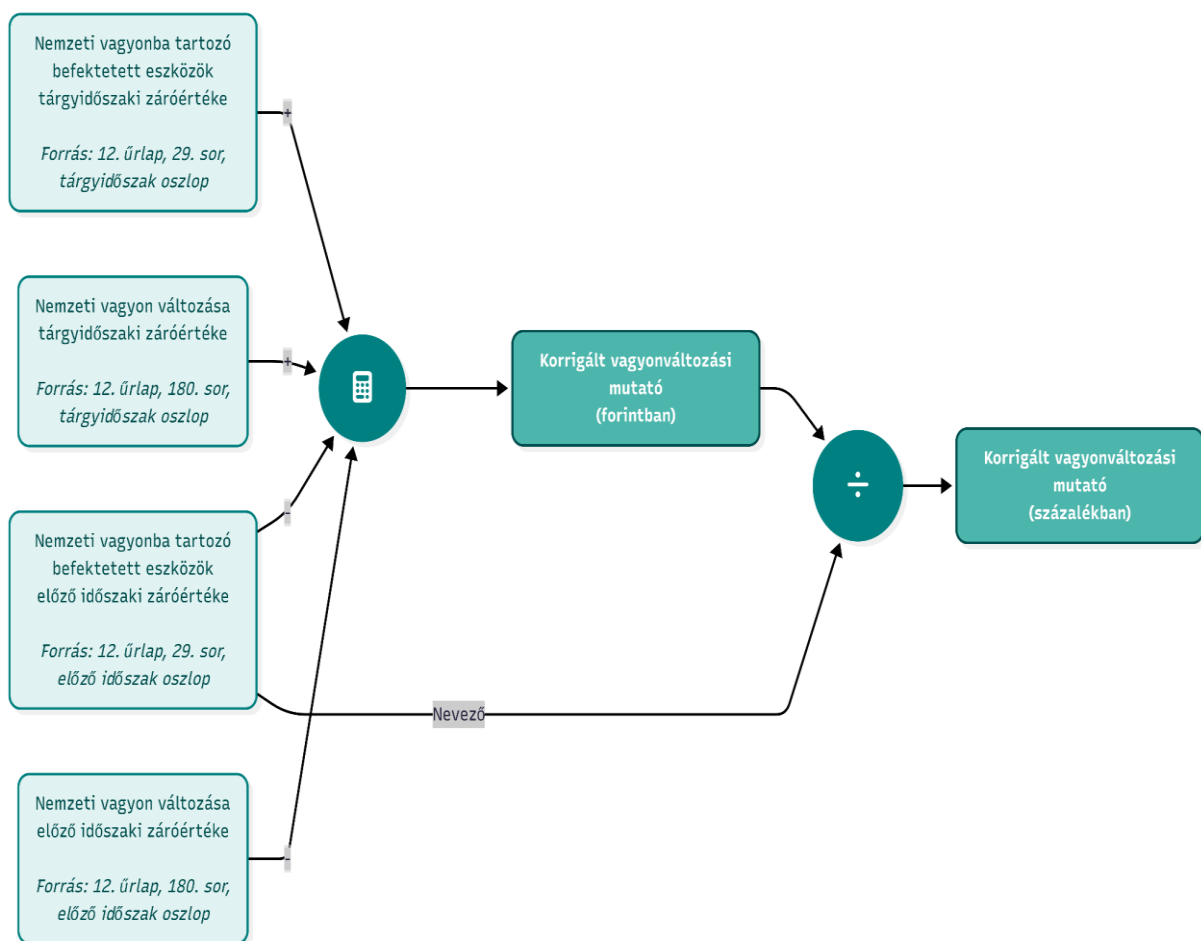 Nemzeti vagyonba tartozó
befektetett eszközök
tárgyidőszaki záróértéke
Forrás: 12. űrlap, 29. sor,
tárgyidőszak oszlop
+
Nemzeti vagyon változása
tárgyidőszaki záróértéke
Forrás: 12. űrlap, 180. sor,
tárgyidőszak oszlop
+
Nemzeti vagyonba tartozó
befektetett eszközök
előző időszaki záróértéke
Forrás: 12. űrlap, 29. sor,
előző időszak oszlop
-
Nevező
Nemzeti vagyon változása
előző időszaki záróértéke
Forrás: 12. űrlap, 180. sor,
előző időszak oszlop
-
Korrigált vagyonváltozási
mutató
(forintban)
÷
Korrigált vagyonváltozási
mutató
(százalékban)